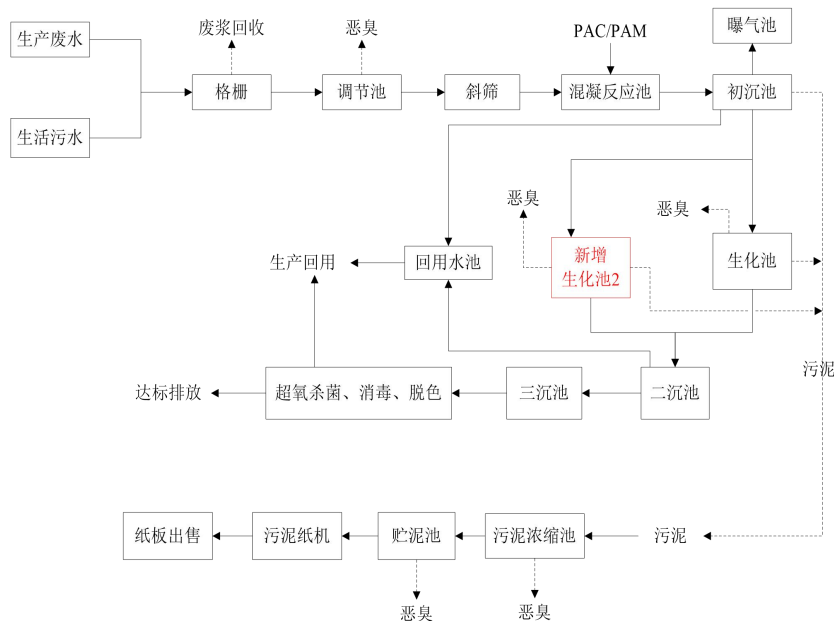 曝气池
生产废水
废浆回收
恶臭
PAC/PAM
格栅
调节池
斜筛
混凝反应池
初沉池
生活污水
恶臭
恶臭
生产回用
回用水池
新增
生化池2
生化池
污泥
达标排放
超氧杀菌、消毒、脱色
三沉池
二沉池
纸板出售
污泥纸机
贮泥池
污泥浓缩池
污泥
恶臭
恶臭